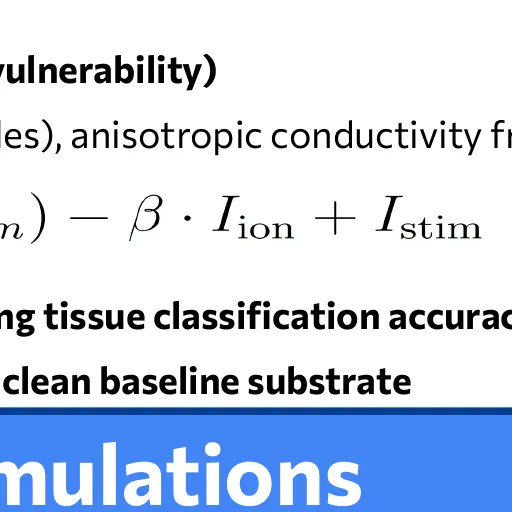 vulnerability)
les), anisotropic conductivity fr
m) − β · I_ion + I_stim
ng tissue classification accurac
clean baseline substrate
mulations